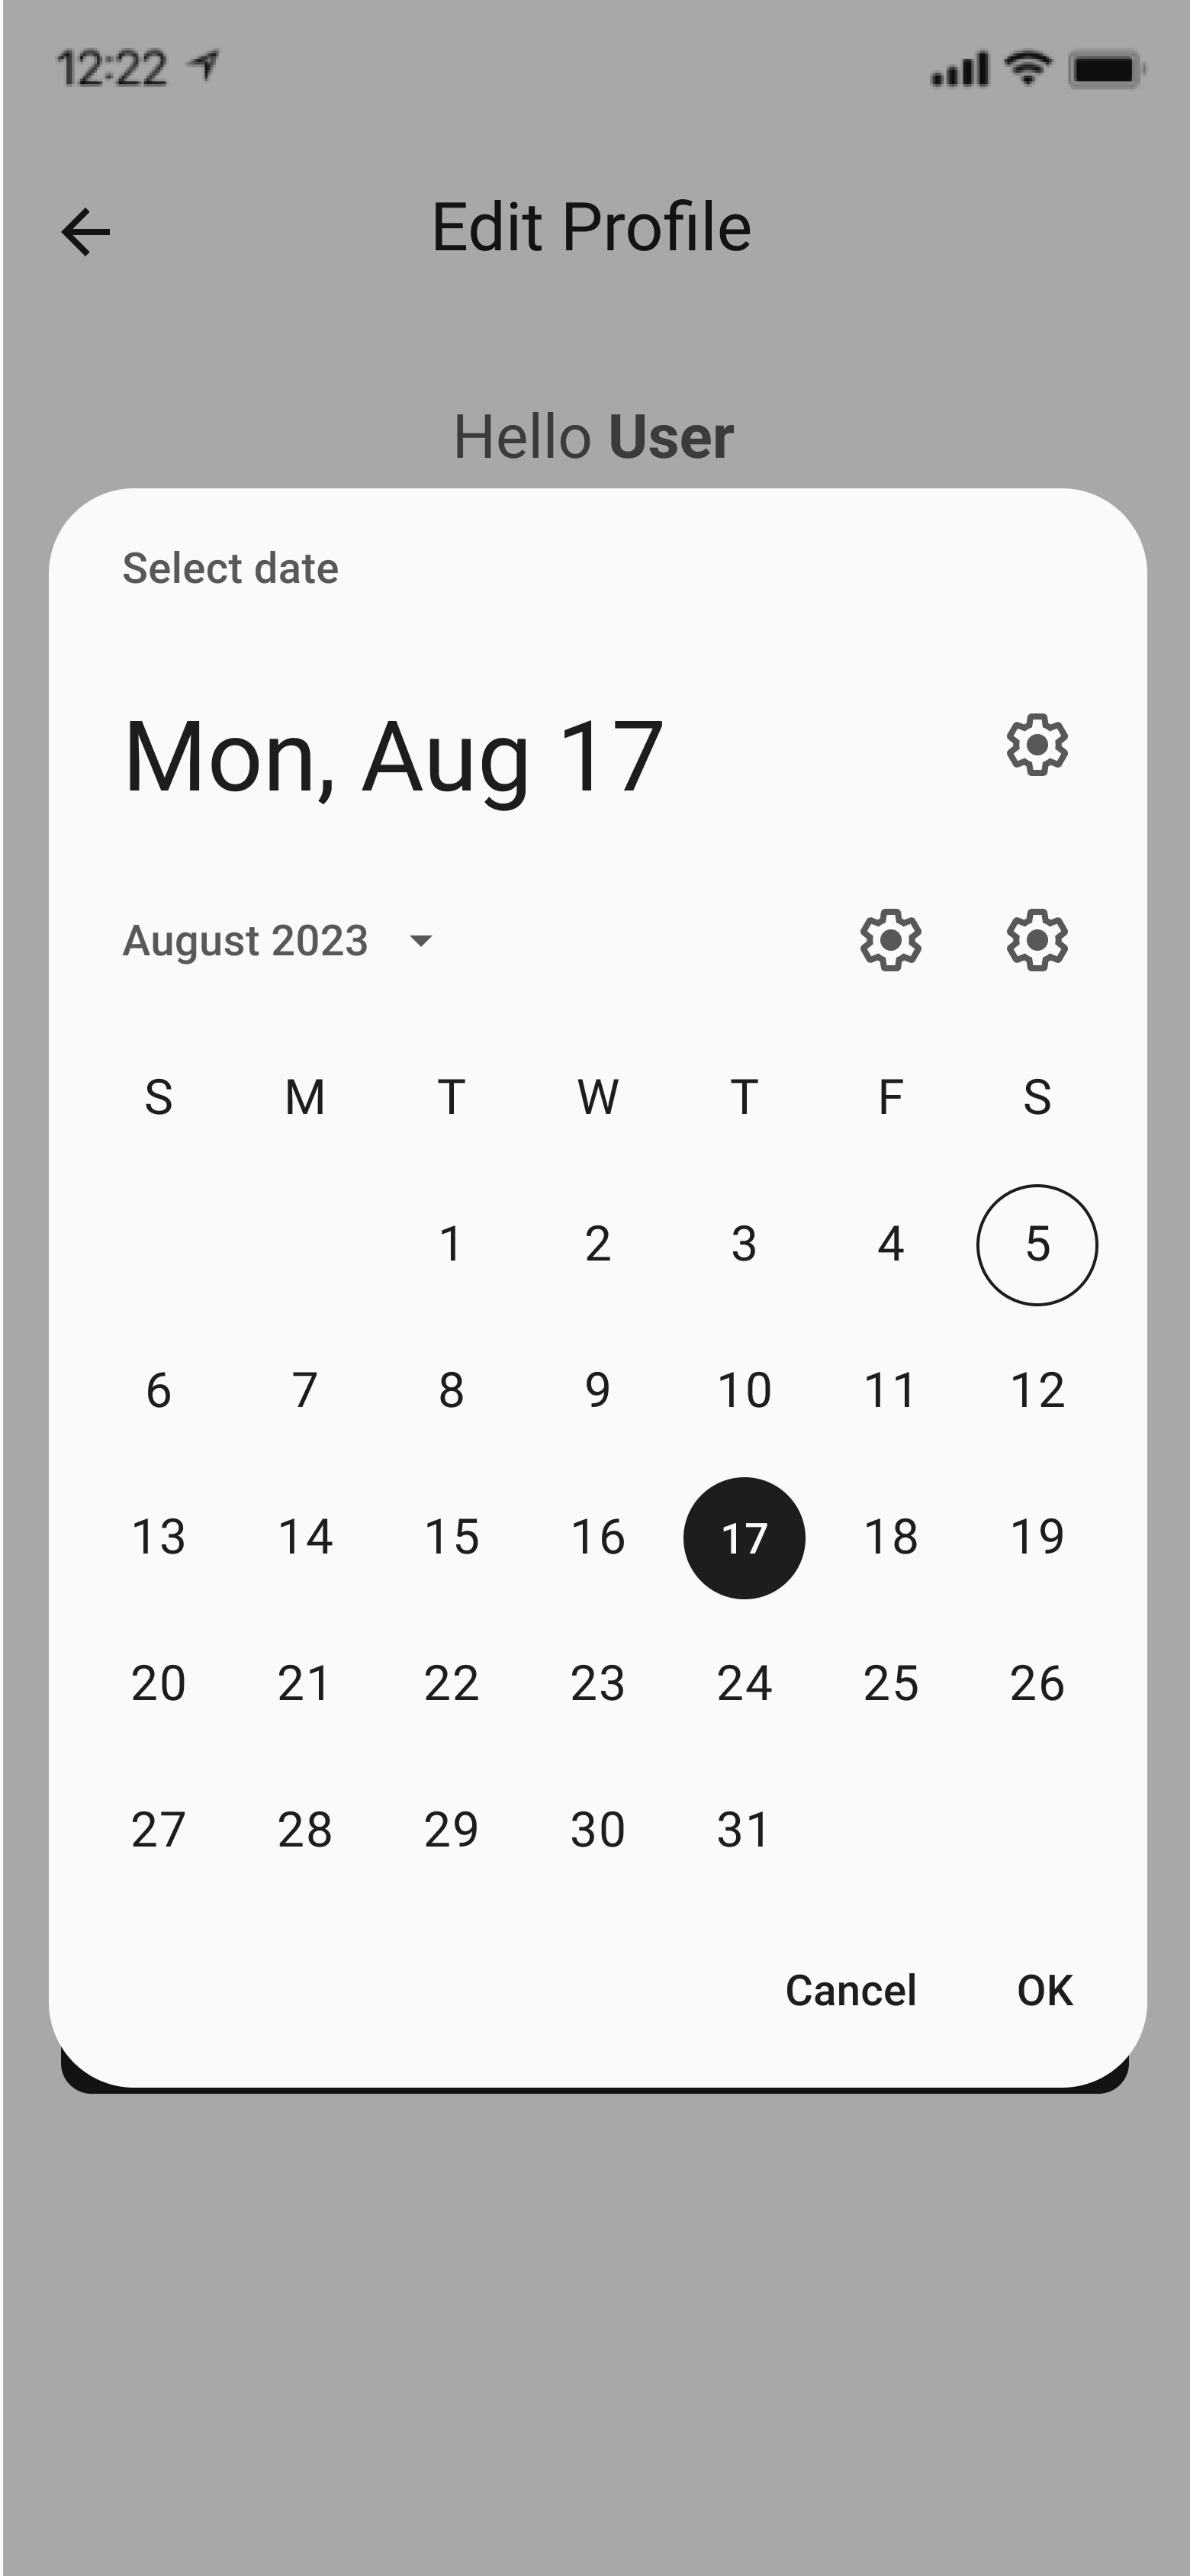 12:22
Edit Profile
Hello User
Select date
Mon, Aug 17
August 2023
S M T W T F S
1 2 3 4 5
6 7 8 9 10 11 12
13 14 15 16 17 18 19
20 21 22 23 24 25 26
27 28 29 30 31
Cancel OK